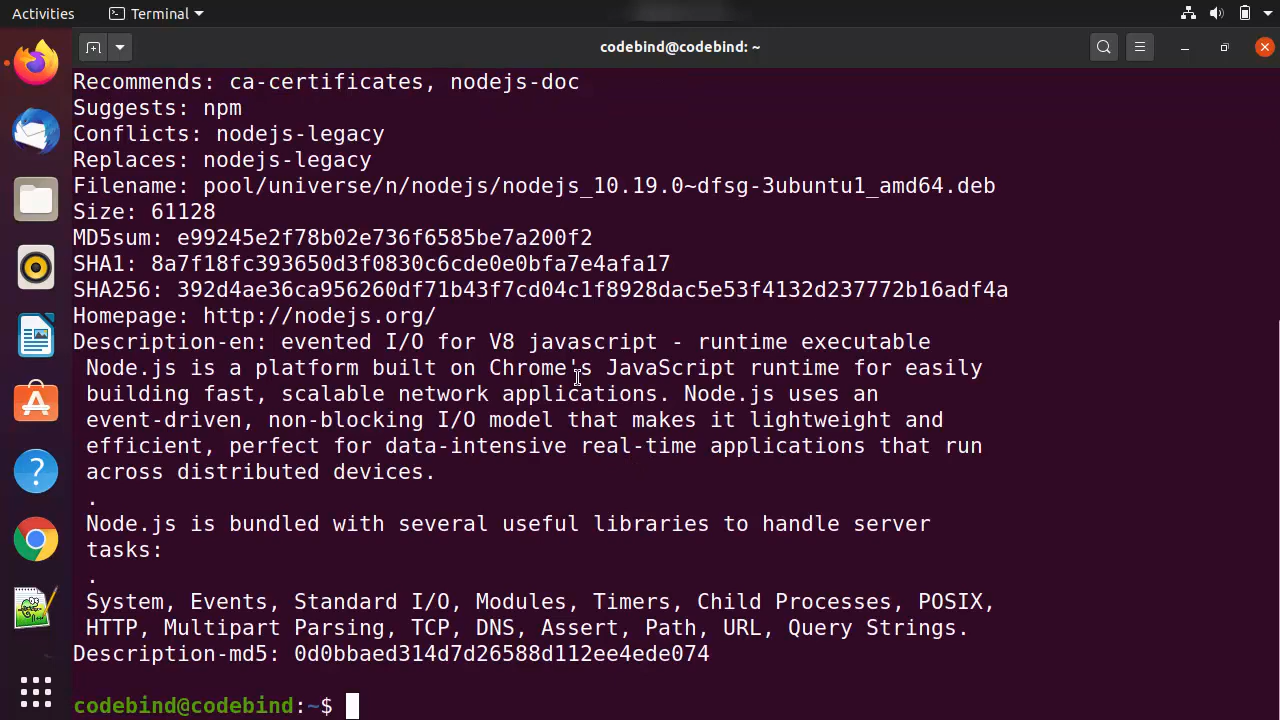 Activities
Terminal
codebind@codebind: ~
Recommends: ca-certificates, nodejs-doc
Suggests: npm
Conflicts: nodejs-legacy
Replaces: nodejs-legacy
Filename: pool/universe/n/nodejs/nodejs_10.19.0~dfsg-3ubuntu1_amd64.deb
Size: 61128
MD5sum: e99245e2f78b02e736f6585be7a200f2
SHA1: 8a7f18fc393650d3f0830c6cde0e0bfa7e4afa17
SHA256: 392d4ae36ca956260df71b43f7cd04c1f8928dac5e53f4132d237772b16adf4a
Homepage: http://nodejs.org/
Description-en: evented I/O for V8 javascript - runtime executable
Node.js is a platform built on Chrome's JavaScript runtime for easily
building fast, scalable network applications. Node.js uses an
event-driven, non-blocking I/O model that makes it lightweight and
efficient, perfect for data-intensive real-time applications that run
across distributed devices.
.
Node.js is bundled with several useful libraries to handle server
tasks:
.
System, Events, Standard I/O, Modules, Timers, Child Processes, POSIX,
HTTP, Multipart Parsing, TCP, DNS, Assert, Path, URL, Query Strings.
Description-md5: 0d0bbaed314d7d26588d112ee4ede074
codebind@codebind:~$